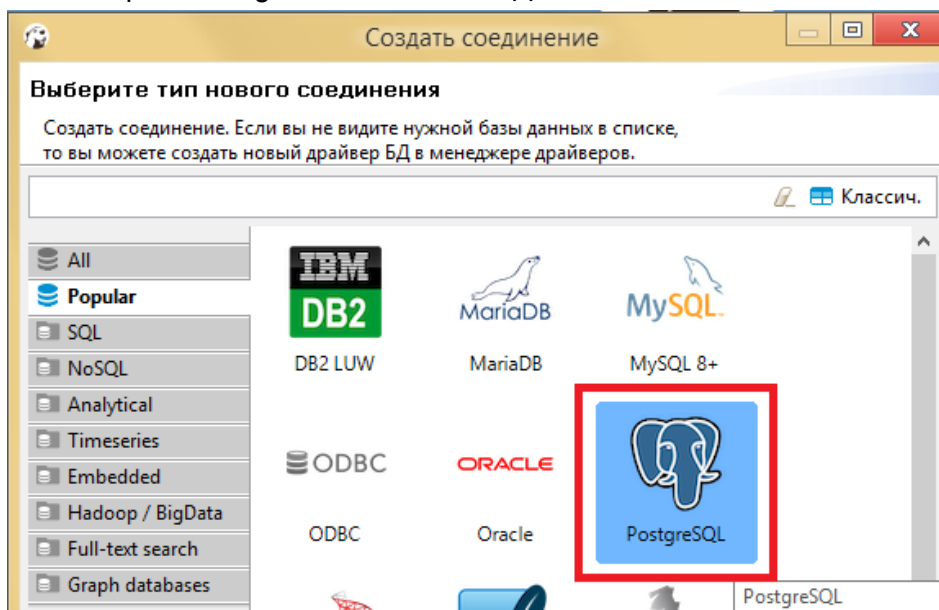 Создать соединение
Выберите тип нового соединения
Создать соединение. Если вы не видите нужной базы данных в списке,
то вы можете создать новый драйвер БД в менеджере драйверов.
Классич.
All
Popular
SQL
NoSQL
Analytical
Timeseries
Embedded
Hadoop / BigData
Full-text search
Graph databases
IBM
DB2
MariaDB
MySQL
DB2 LUW
MariaDB
MySQL 8+
ODBC
ORACLE
ODBC
Oracle
PostgreSQL
PostgreSQL